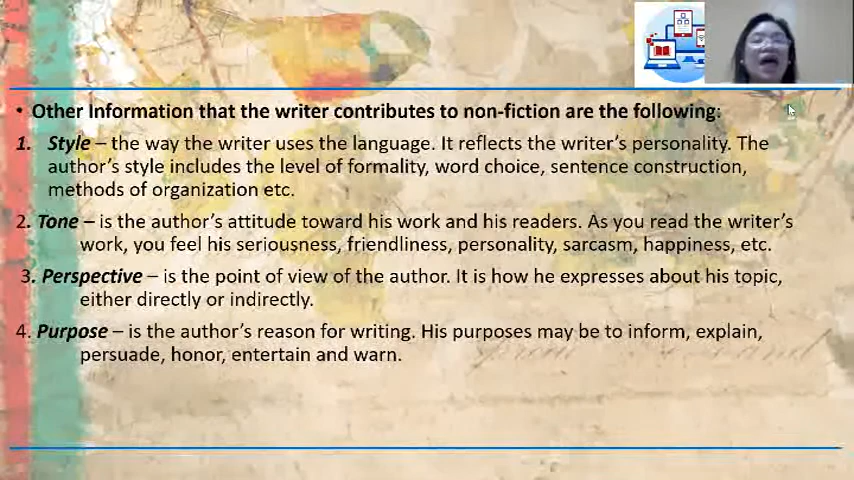 • Other Information that the writer contributes to non-fiction are the following:
1. Style – the way the writer uses the language. It reflects the writer's personality. The
author's style includes the level of formality, word choice, sentence construction,
methods of organization etc.
2. Tone – is the author's attitude toward his work and his readers. As you read the writer's
work, you feel his seriousness, friendliness, personality, sarcasm, happiness, etc.
3. Perspective – is the point of view of the author. It is how he expresses about his topic,
either directly or indirectly.
4. Purpose – is the author's reason for writing. His purposes may be to inform, explain,
persuade, honor, entertain and warn.